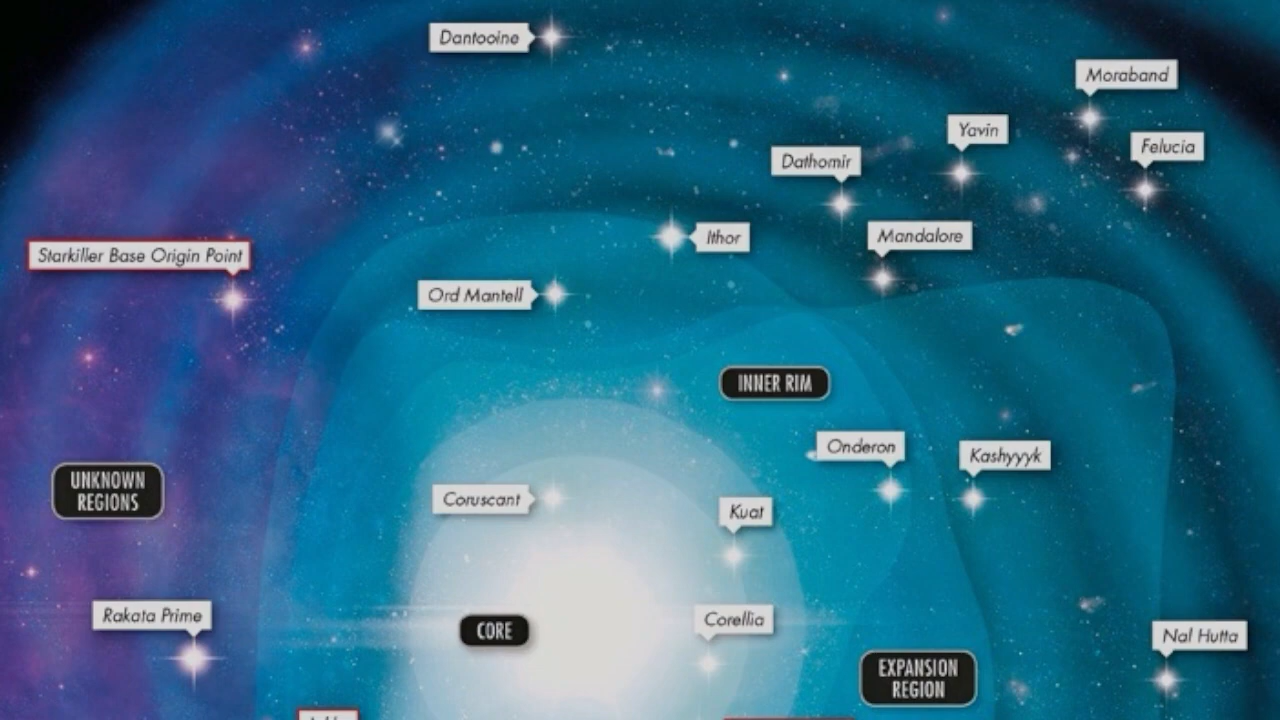 Dantooine
Moraband
Yavin
Felucia
Dathomir
Ithor
Mandalore
Starkiller Base Origin Point
Ord Mantell
INNER RIM
Onderon
Kashyyyk
UNKNOWN
REGIONS
Coruscant
Kuat
Rakata Prime
CORE
Corellia
Nal Hutta
EXPANSION
REGION